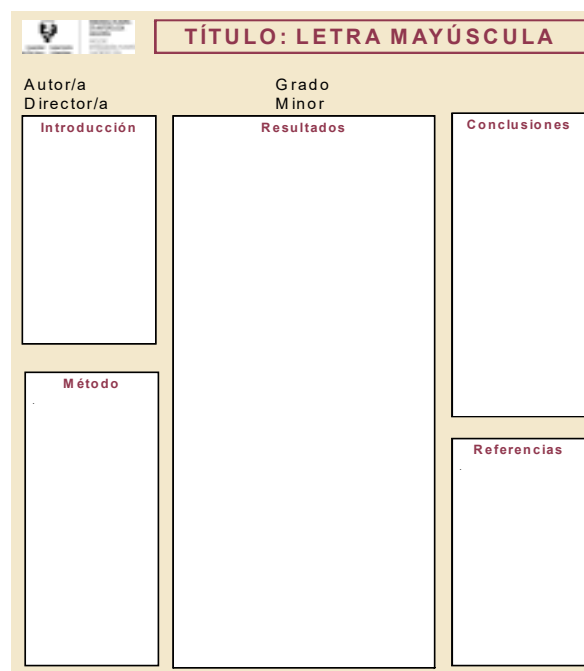 TÍTULO: LETRA MAYÚSCULA
Autor/a Grado
Director/a Minor
Introducción
Resultados
Conclusiones
Método
Referencias